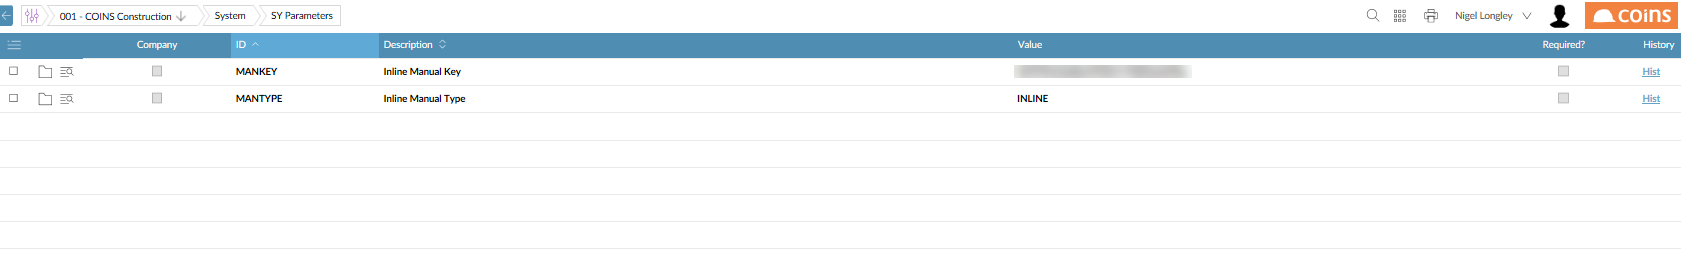 001 - COINS Construction System SY Parameters Nigel Longley coins
Company ID Description Value Required? History
MANKEY Inline Manual Key Hist
MANTYPE Inline Manual Type INLINE Hist